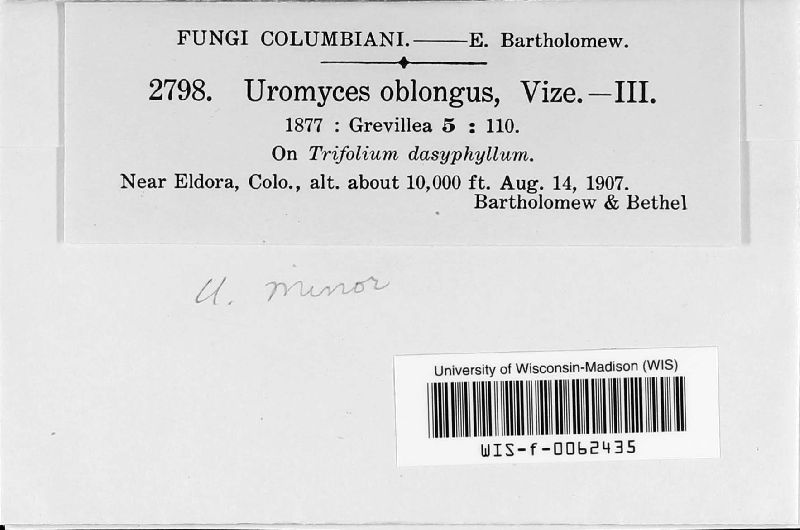 FUNGI COLUMBIANI.——E. Bartholomew.
2798. Uromyces oblongus, Vize.—III.
1877 : Grevillea 5 : 110.
On Trifolium dasyphyllum.
Near Eldora, Colo., alt. about 10,000 ft. Aug. 14, 1907.
Bartholomew & Bethel
U. minor
University of Wisconsin-Madison (WIS)
WIS-f-0062435